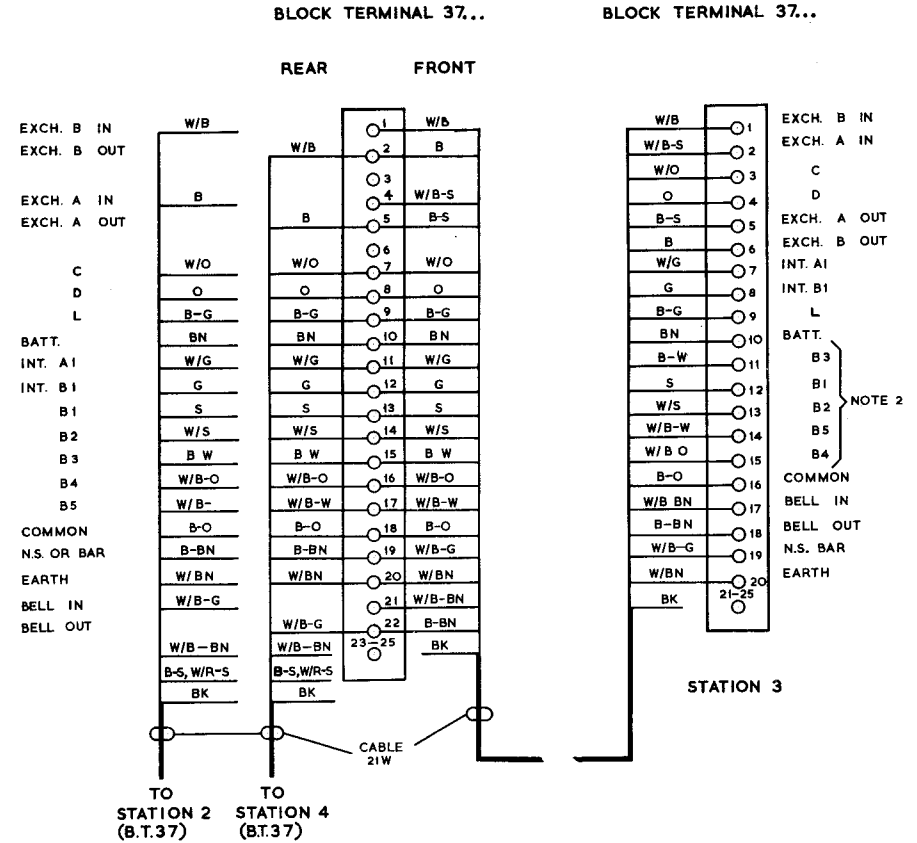 BLOCK TERMINAL 37...
BLOCK TERMINAL 37...
REAR FRONT
EXCH. B IN W/B 1 W/B
EXCH. B OUT W/B 2 B
3
EXCH. A IN B 4 W/B-S
EXCH. A OUT B 5 B-S
6
C W/O W/O 7 W/O
D O O 8 O
L B-G B-G 9 B-G
BATT. BN BN 10 BN
INT. A1 W/G W/G 11 W/G
INT. B1 G G 12 G
B1 S S 13 S
B2 W/S W/S 14 W/S
B3 B W B W 15 B W
B4 W/B-O W/B-O 16 W/B-O
B5 W/B- W/B-W 17 W/B-W
COMMON B-O B-O 18 B-O
N.S. OR BAR B-BN B-BN 19 W/B-G
EARTH W/BN 20 W/BN
BELL IN W/B-G 21 W/B-BN
BELL OUT W/B-G 22 B-BN
W/B-BN W/B-BN 23-25 BK
B-S, W/R-S B-S,W/R-S
BK BK
W/B 1 EXCH. B IN
W/B-S 2 EXCH. A IN
W/O 3 C
O 4 D
B-S 5 EXCH. A OUT
B 6 EXCH. B OUT
W/G 7 INT. A1
G 8 INT. B1
B-G 9 L
BN 10 BATT.
B-W 11 B3
S 12 B1
W/S 13 B2 NOTE 2
W/B-W 14 B5
W/B O 15 B4
B-O 16 COMMON
W/B BN 17 BELL IN
B-BN 18 BELL OUT
W/B-G 19 N.S. BAR
W/BN 20 EARTH
BK 21-25
STATION 3
CABLE
21W
TO
STATION 2
(B.T.37)
TO
STATION 4
(B.T.37)